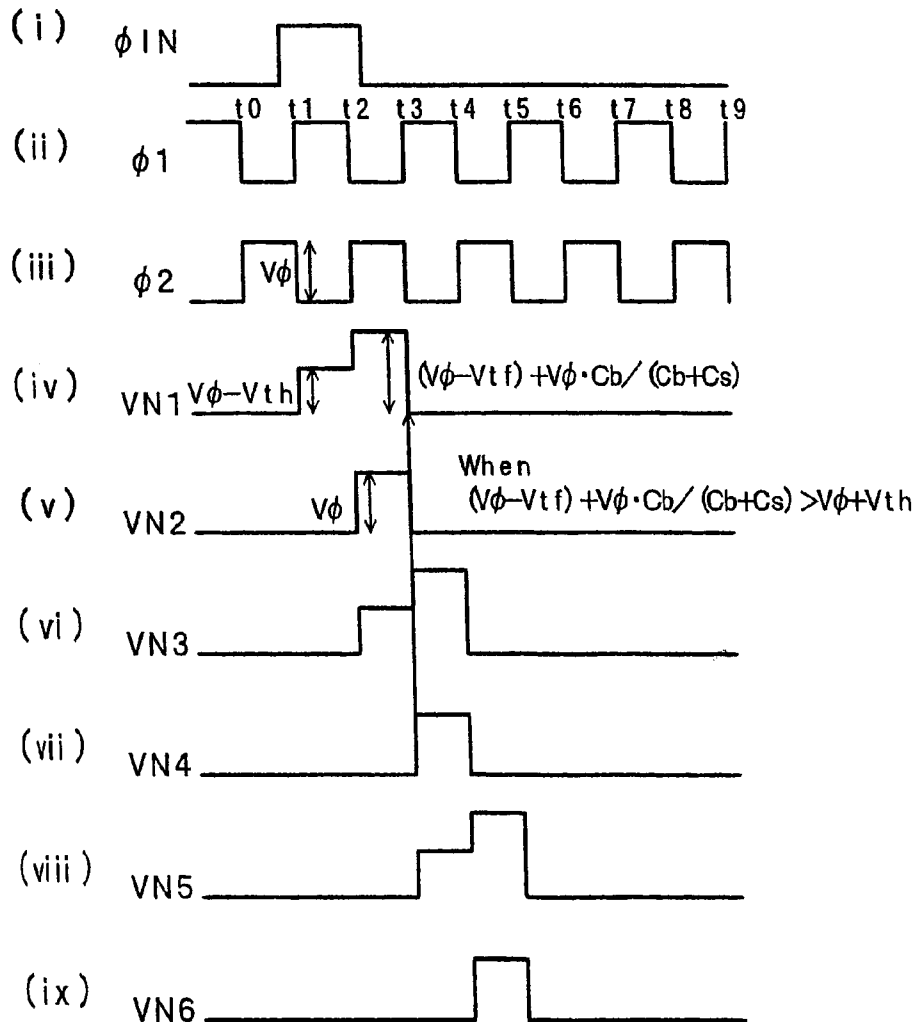 (i) φIN
t0 t1 t2 t3 t4 t5 t6 t7 t8 t9
(ii) φ1
(iii) φ2 Vφ
(iv) VN1 Vφ-Vth (Vφ-Vtf)+Vφ·Cb/(Cb+Cs)
When
(v) VN2 Vφ (Vφ-Vtf)+Vφ·Cb/(Cb+Cs)>Vφ+Vth
(vi) VN3
(vii) VN4
(viii) VN5
(ix) VN6